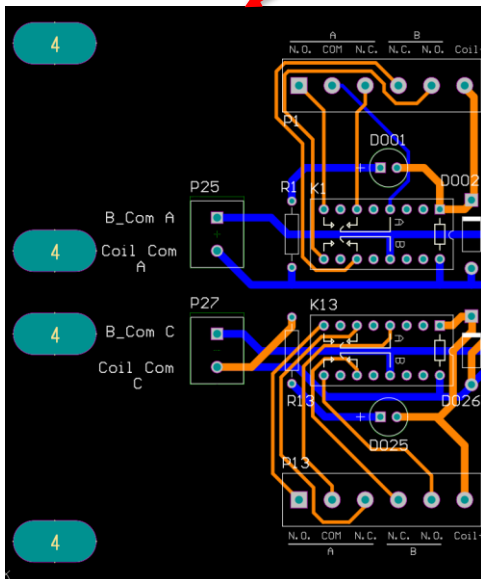 4
A B
N.O. COM N.C. N.C. N.O. Coil-
P1
D001
P25 R1 K1 D002
A
B
B_Com A
+
Coil Com
A
4
P27 K13
4 B_Com C
A
B
-
Coil Com
C
R13 D026
+
D025
P13
4
N.O. COM N.C. N.C. N.O. Coil-
A B